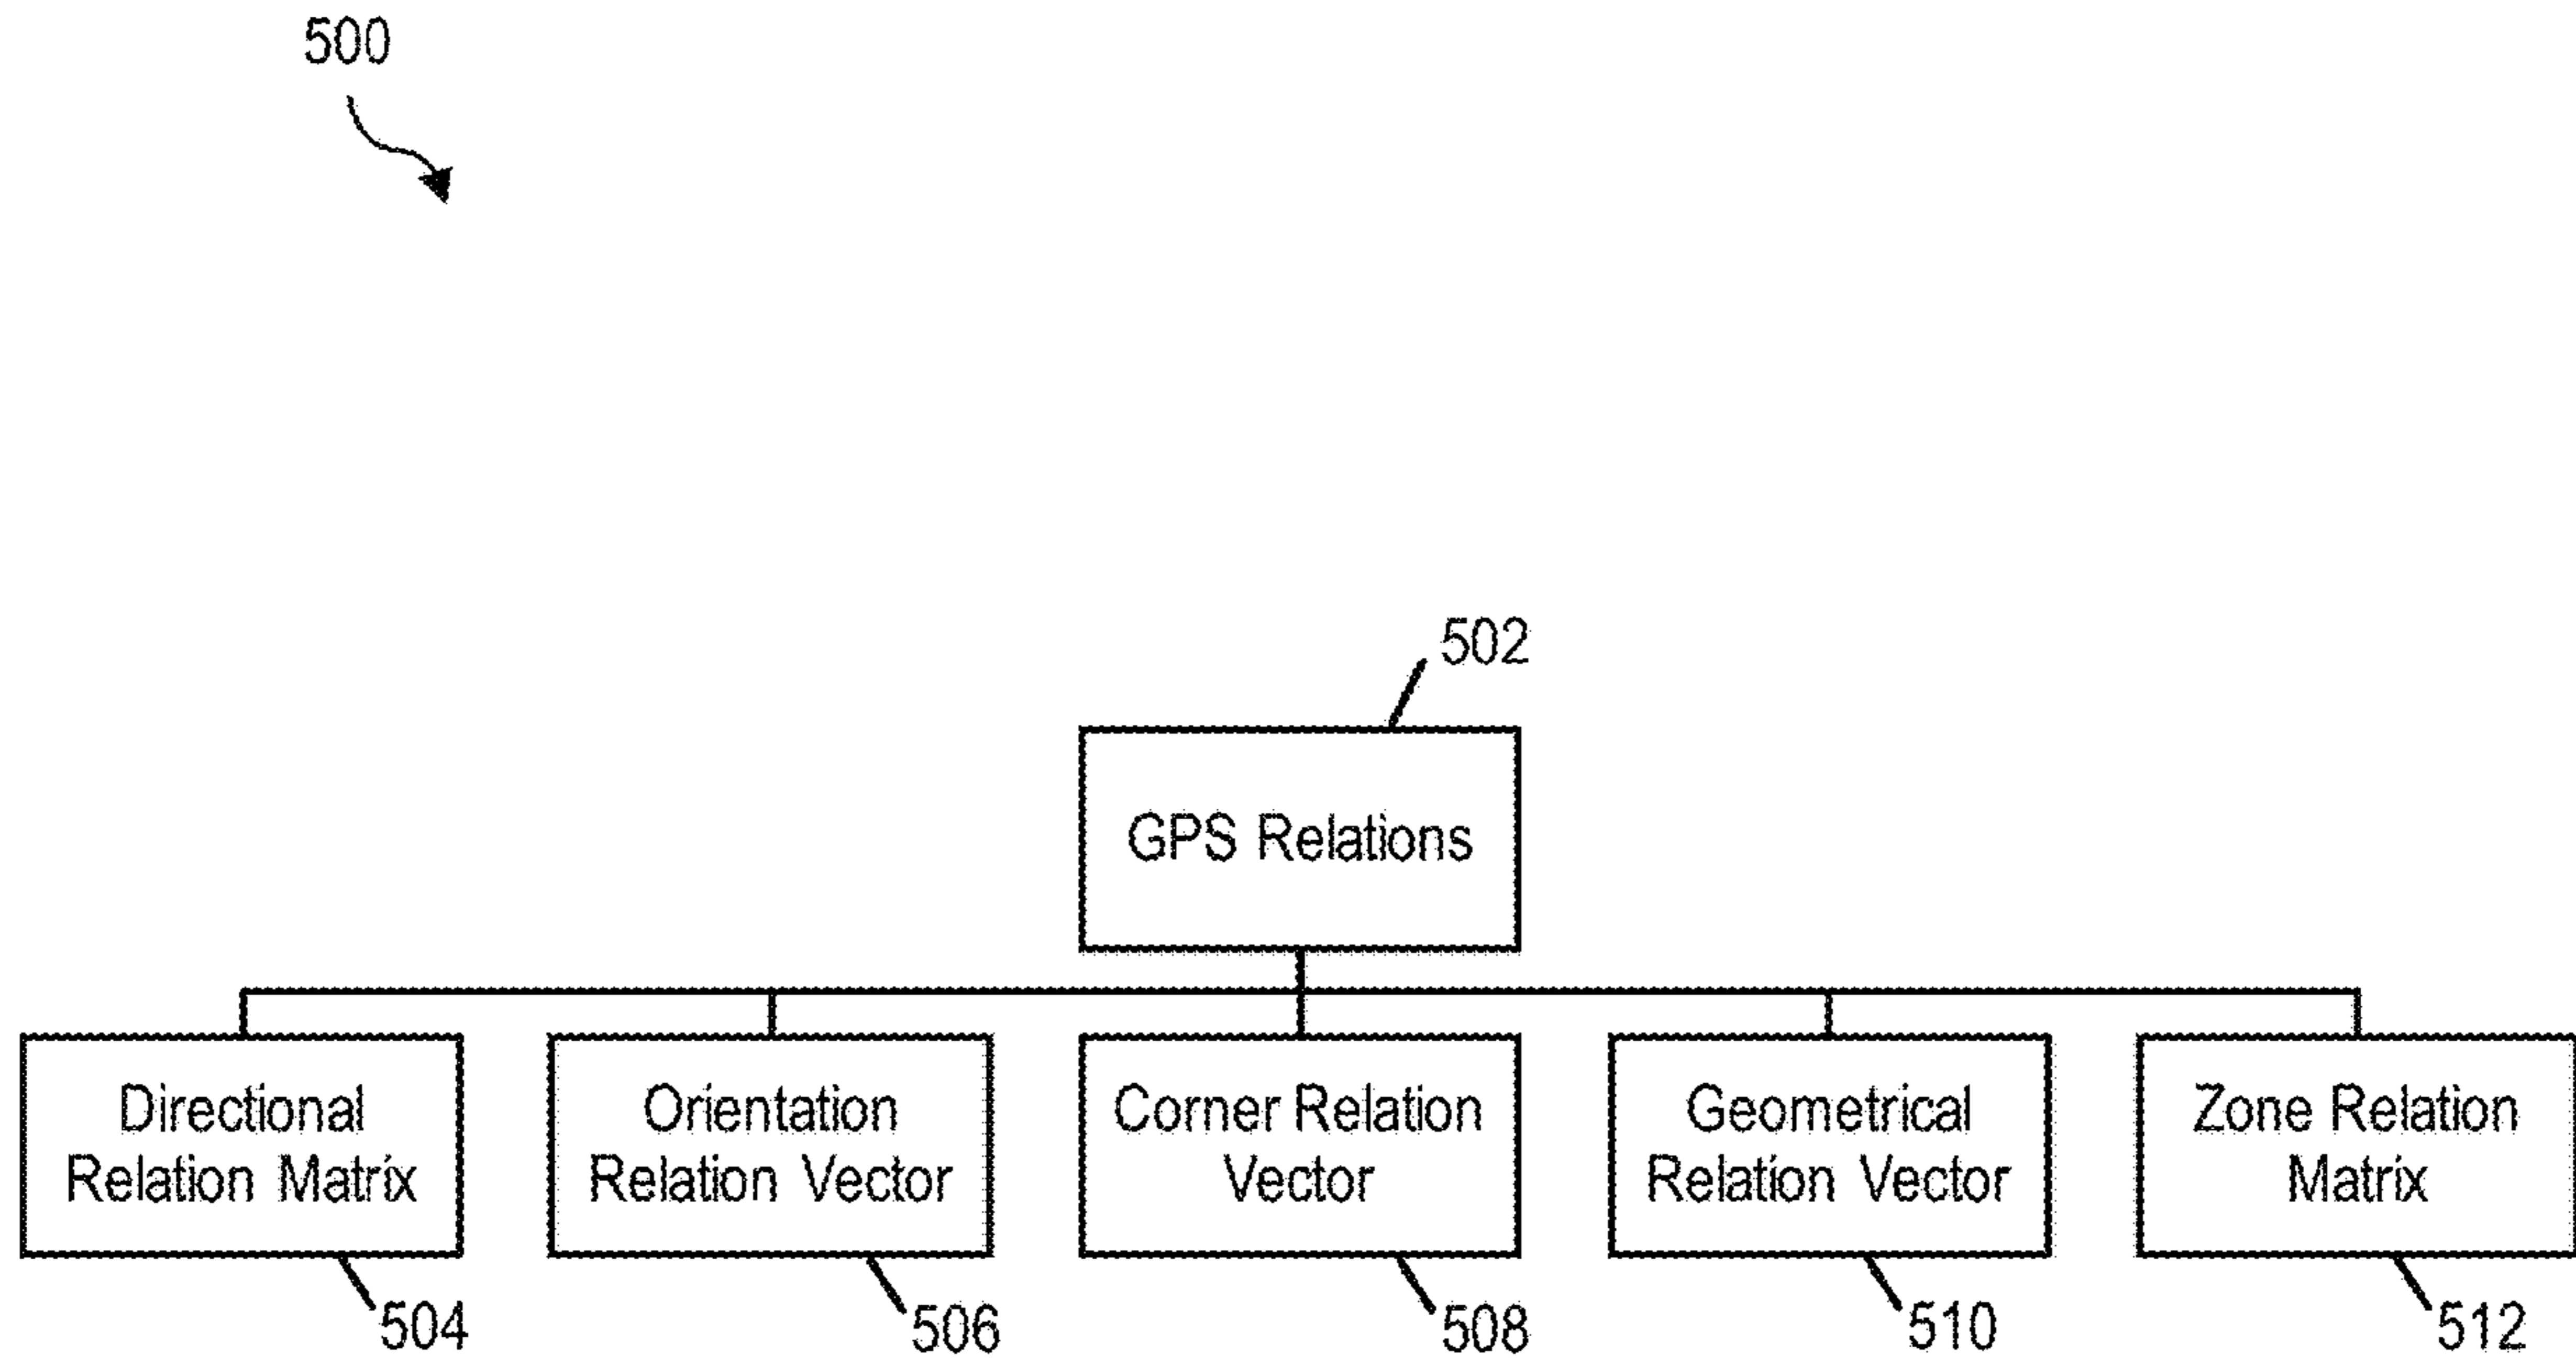 500
502
GPS Relations
Directional
Relation Matrix
Orientation
Relation Vector
Corner Relation
Vector
Geometrical
Relation Vector
Zone Relation
Matrix
504
506
508
510
512